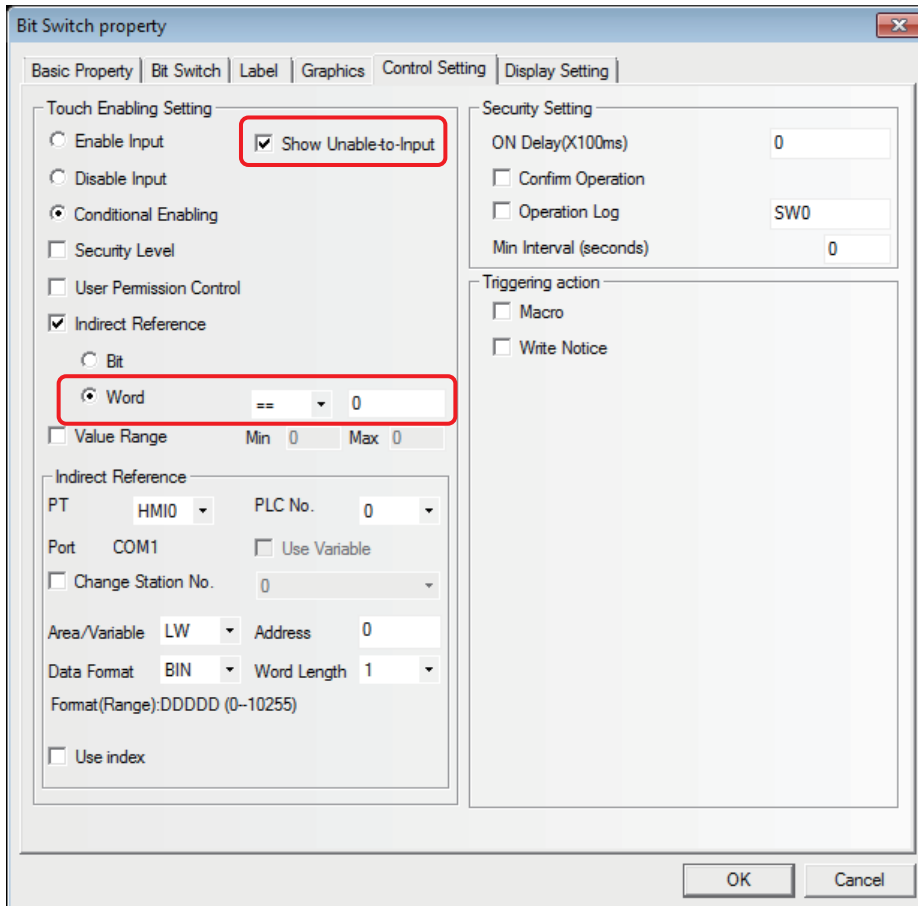 Bit Switch property
Basic Property Bit Switch Label Graphics Control Setting Display Setting
Touch Enabling Setting
Enable Input Show Unable-to-Input
Disable Input
Conditional Enabling
Security Level
User Permission Control
Indirect Reference
Bit
Word == 0
Value Range Min 0 Max 0
Indirect Reference
PT HMI0 PLC No. 0
Port COM1 Use Variable
Change Station No. 0
Area/Variable LW Address 0
Data Format BIN Word Length 1
Format(Range):DDDDD (0--10255)
Use index
Security Setting
ON Delay(X100ms) 0
Confirm Operation
Operation Log SW0
Min Interval (seconds) 0
Triggering action
Macro
Write Notice
OK Cancel